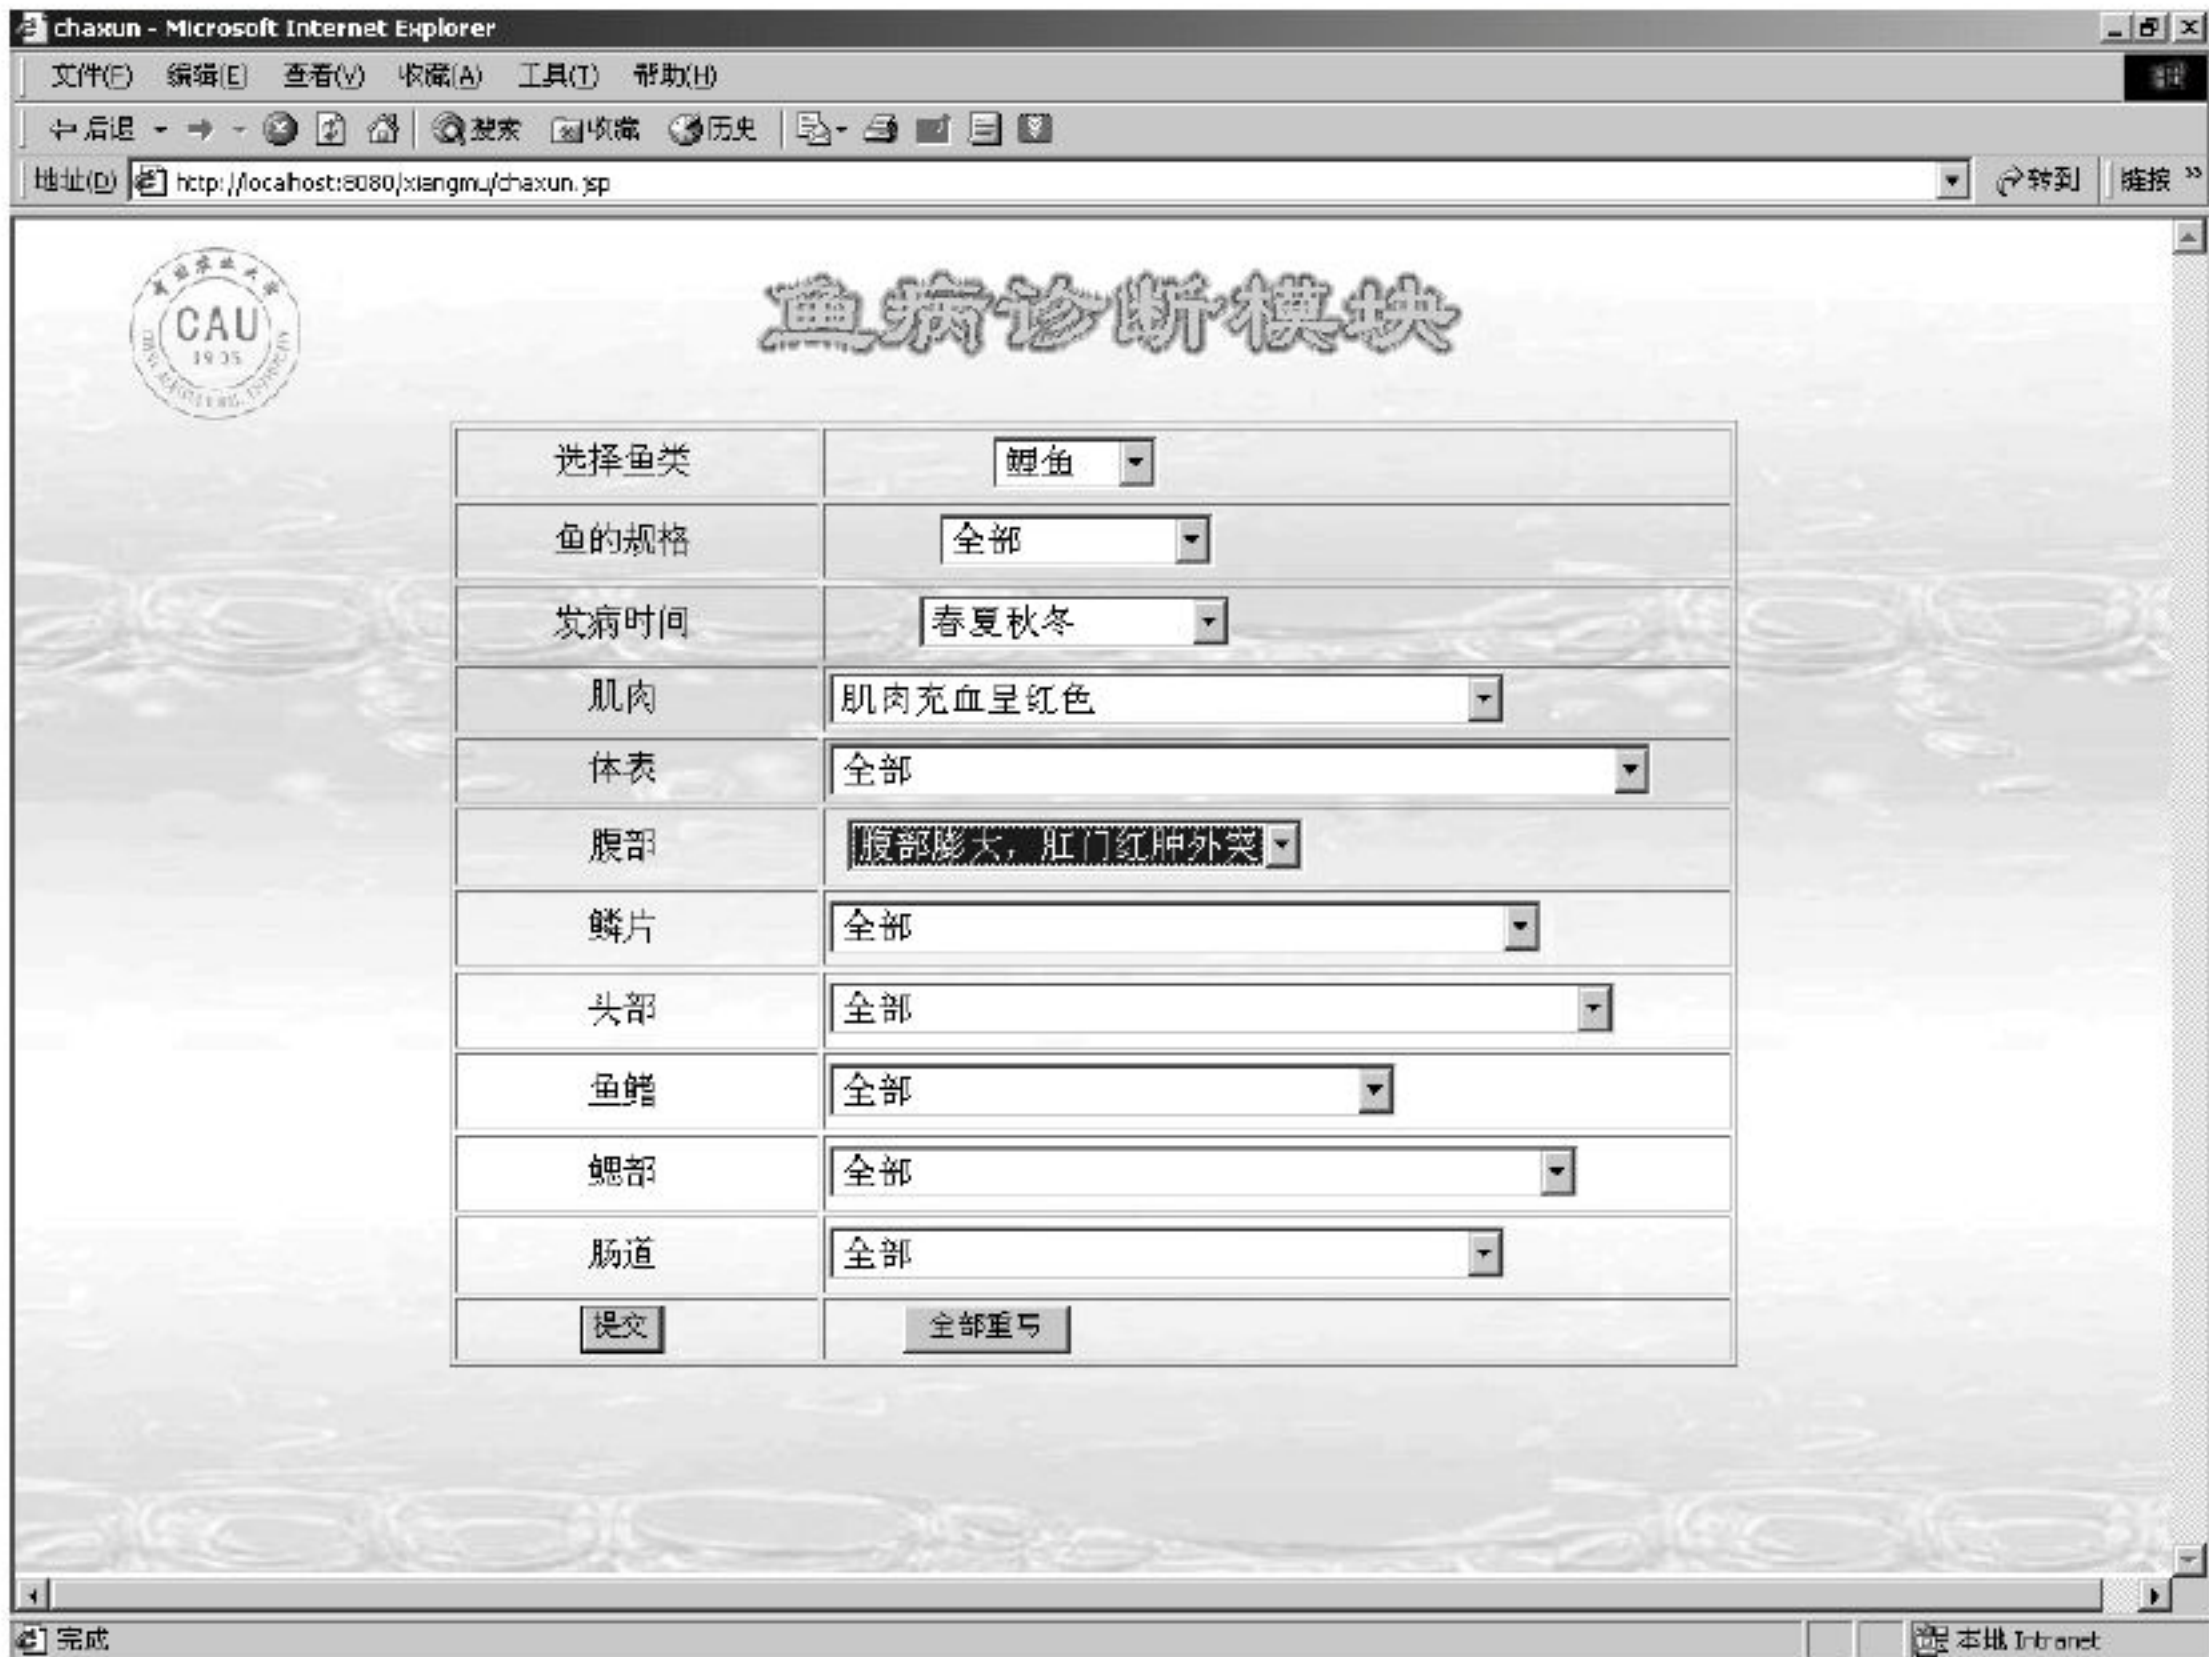 chaxun - Microsoft Internet Explorer
文件(F) 编辑(E) 查看(V) 收藏(A) 工具(T) 帮助(H)
后退 搜索 收藏 历史
地址(D) http://localhost:8080/xiangmu/chaxun.jsp 转到 链接 »
CAU
1905
鱼病诊断模块
选择鱼类 鲤鱼
鱼的规格 全部
发病时间 春夏秋冬
肌肉 肌肉充血呈红色
体表 全部
腹部 腹部膨大，肛门红肿外突
鳞片 全部
头部 全部
鱼鳍 全部
鳃部 全部
肠道 全部
提交 全部重写
完成 本地 Intranet